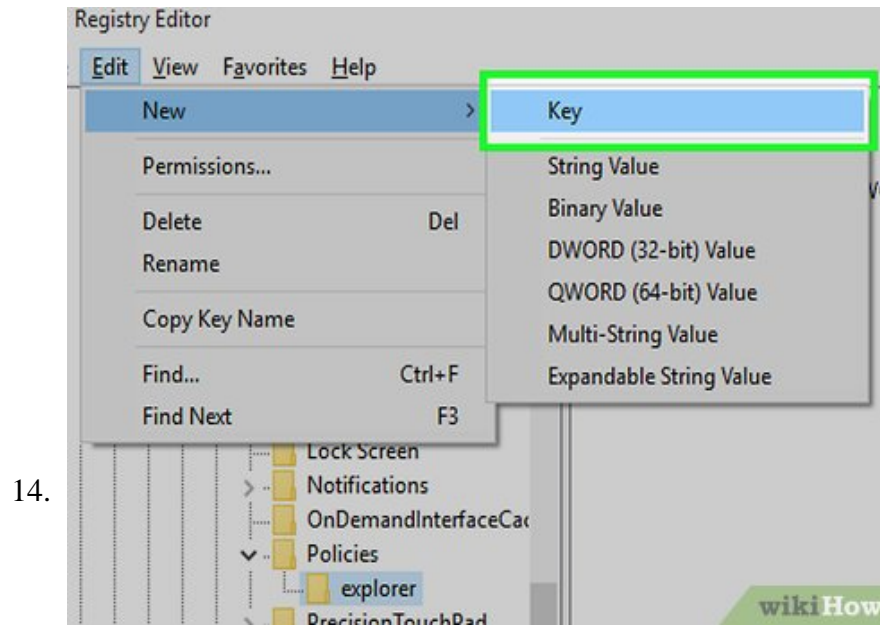 Registry Editor
Edit View Favorites Help
New >
Key
Permissions...
String Value
Delete Del
Binary Value
Rename
DWORD (32-bit) Value
QWORD (64-bit) Value
Copy Key Name
Multi-String Value
Find... Ctrl+F
Expandable String Value
Find Next F3
Lock Screen
14.
Notifications
OnDemandInterfaceCac
Policies
explorer
PrecisionTouchPad
wikiHow